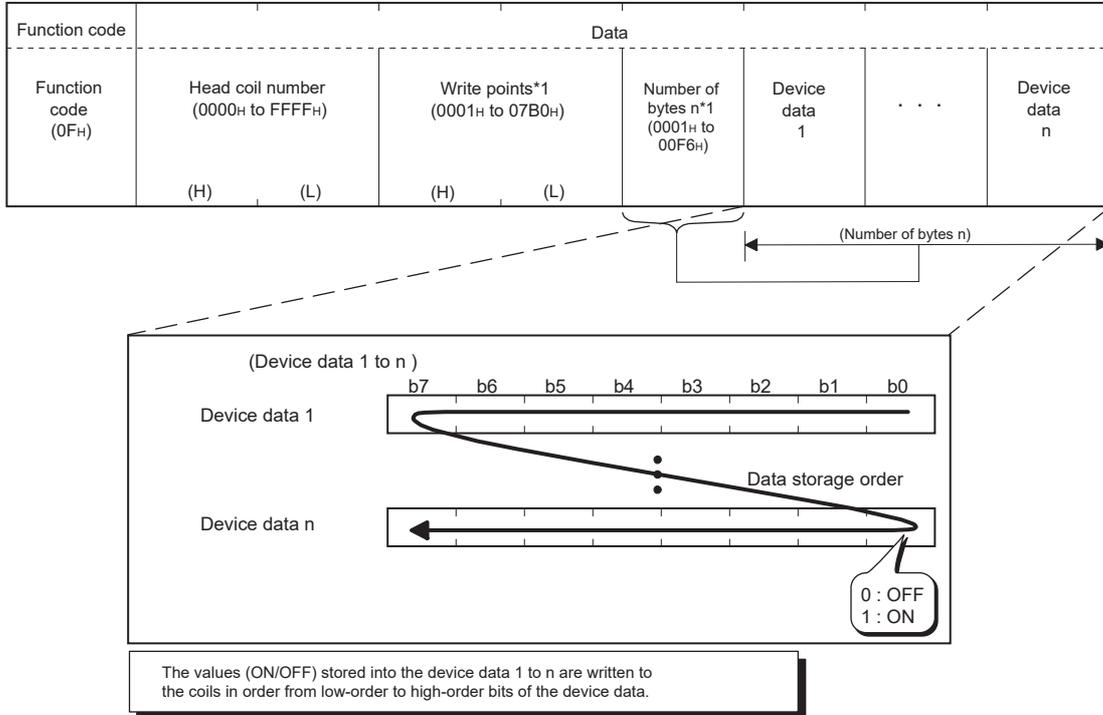 Function code
Data
Function
code
(0FH)
Head coil number
(0000H to FFFFH)
(H)
(L)
Write points*1
(0001H to 07B0H)
(H)
(L)
Number of
bytes n*1
(0001H to
00F6H)
Device
data
1
. . .
Device
data
n
(Number of bytes n)
(Device data 1 to n )
b7 b6 b5 b4 b3 b2 b1 b0
Device data 1
Data storage order
Device data n
0 : OFF
1 : ON
The values (ON/OFF) stored into the device data 1 to n are written to
the coils in order from low-order to high-order bits of the device data.